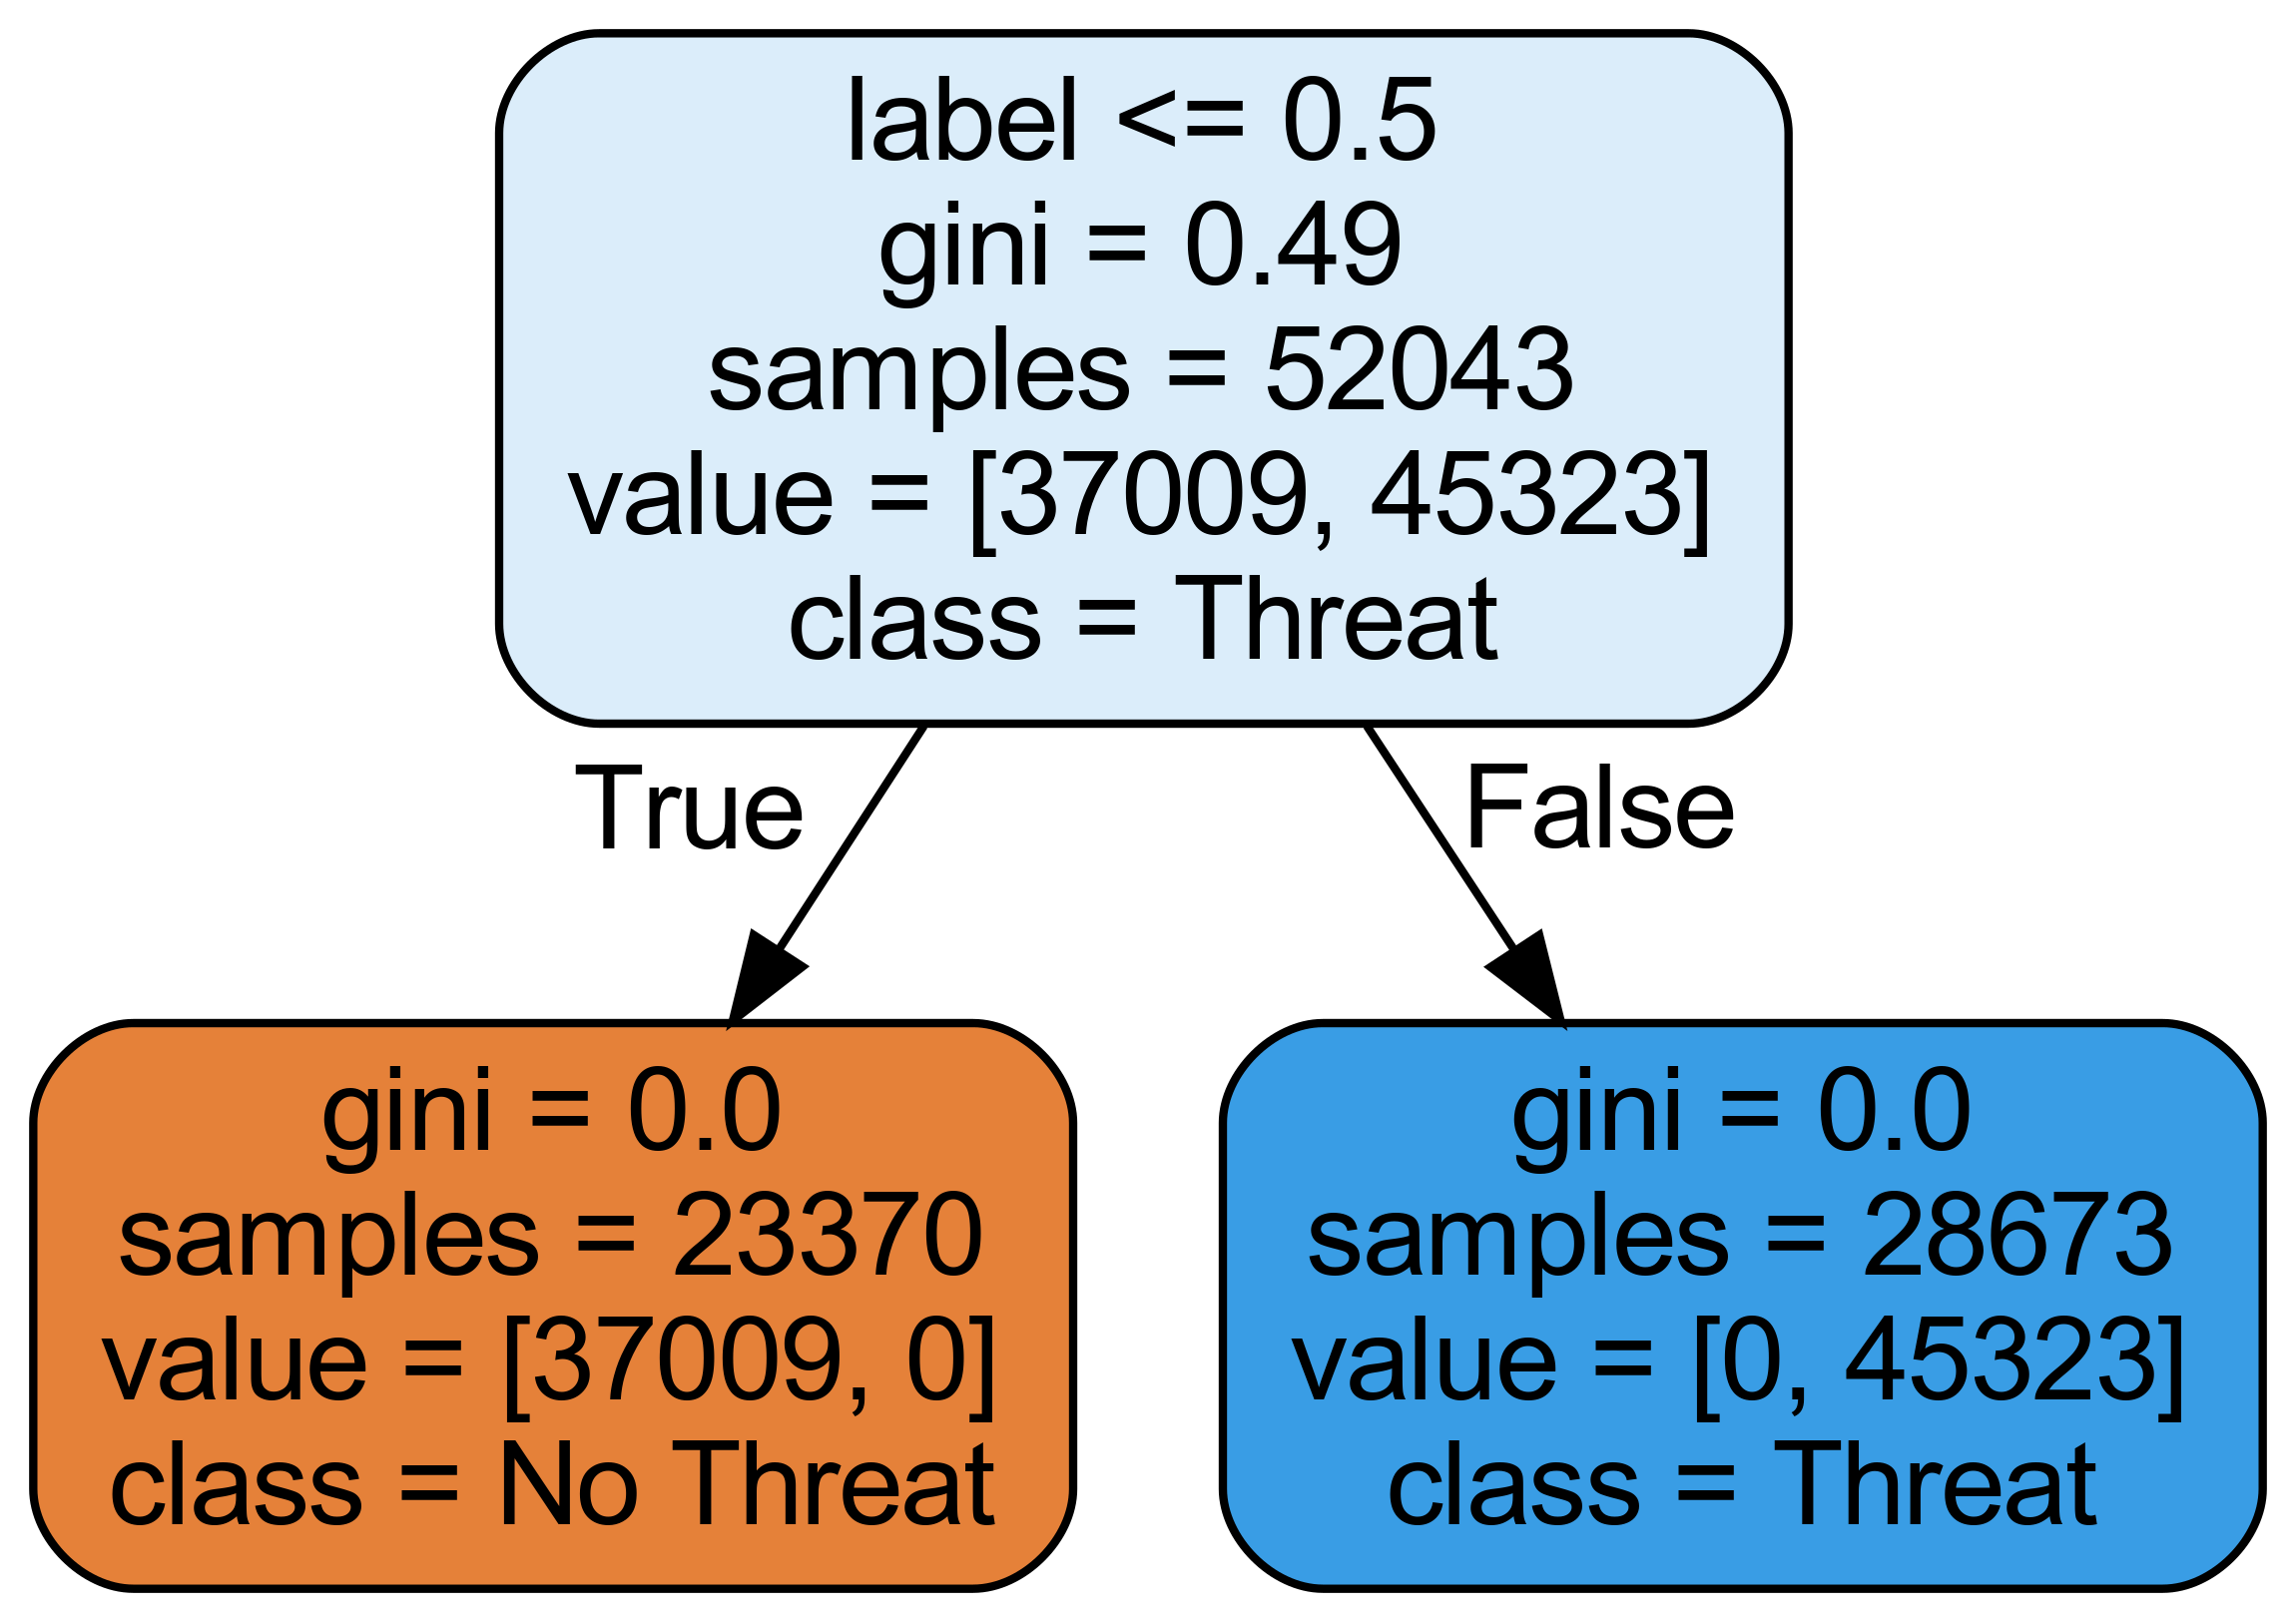 label <= 0.5
gini = 0.49
samples = 52043
value = [37009, 45323]
class = Threat
True
False
gini = 0.0
samples = 23370
value = [37009, 0]
class = No Threat
gini = 0.0
samples = 28673
value = [0, 45323]
class = Threat